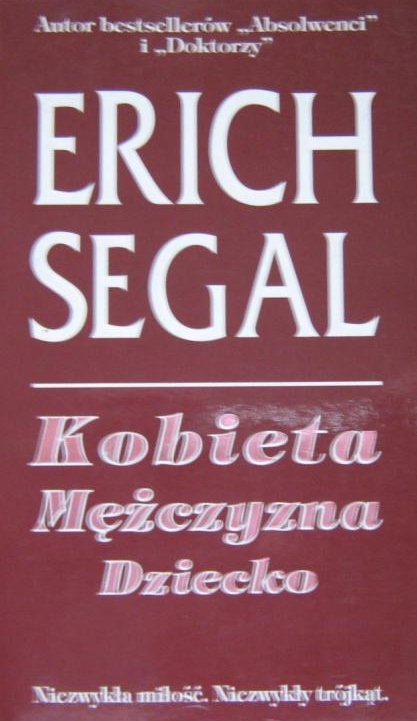 Autor bestsellerów „Absolwenci”
i „Doktorzy”
ERICH
SEGAL
Kobieta
Mężczyzna
Dziecko
Niezwykła miłość. Niezwykły trójkąt.